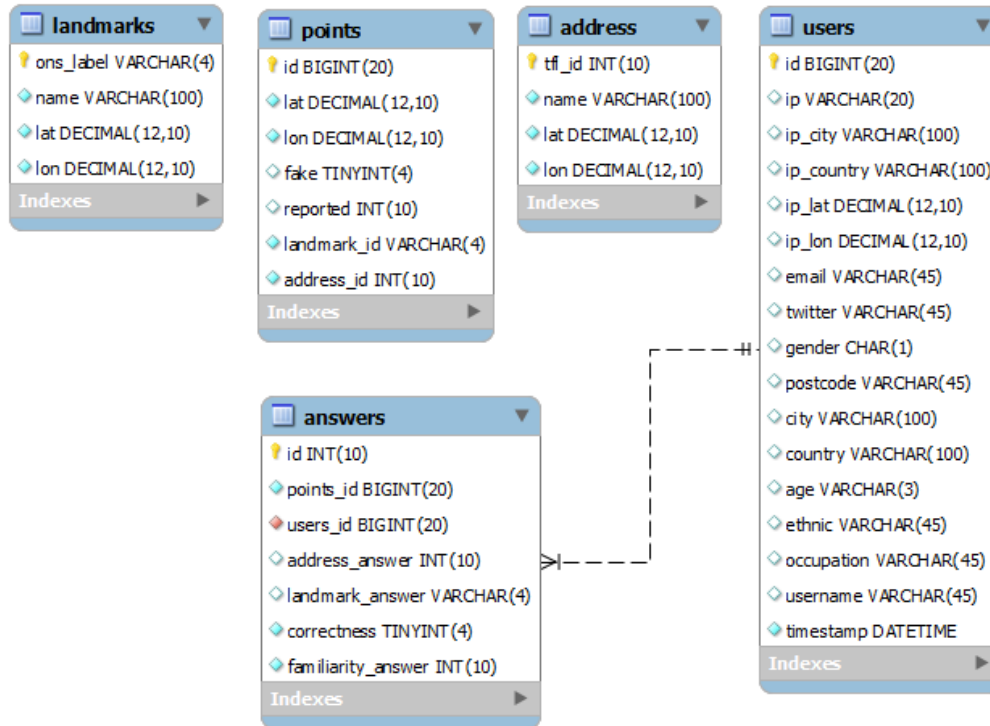 landmarks
ons_label VARCHAR(4)
name VARCHAR(100)
lat DECIMAL(12,10)
lon DECIMAL(12,10)
Indexes
points
id BIGINT(20)
lat DECIMAL(12,10)
lon DECIMAL(12,10)
fake TINYINT(4)
reported INT(10)
landmark_id VARCHAR(4)
address_id INT(10)
Indexes
address
tfl_id INT(10)
name VARCHAR(100)
lat DECIMAL(12,10)
lon DECIMAL(12,10)
Indexes
users
id BIGINT(20)
ip VARCHAR(20)
ip_city VARCHAR(100)
ip_country VARCHAR(100)
ip_lat DECIMAL(12,10)
ip_lon DECIMAL(12,10)
email VARCHAR(45)
twitter VARCHAR(45)
gender CHAR(1)
postcode VARCHAR(45)
city VARCHAR(100)
country VARCHAR(100)
age VARCHAR(3)
ethnic VARCHAR(45)
occupation VARCHAR(45)
username VARCHAR(45)
timestamp DATETIME
Indexes
answers
id INT(10)
points_id BIGINT(20)
users_id BIGINT(20)
address_answer INT(10)
landmark_answer VARCHAR(4)
correctness TINYINT(4)
familiarity_answer INT(10)
Indexes